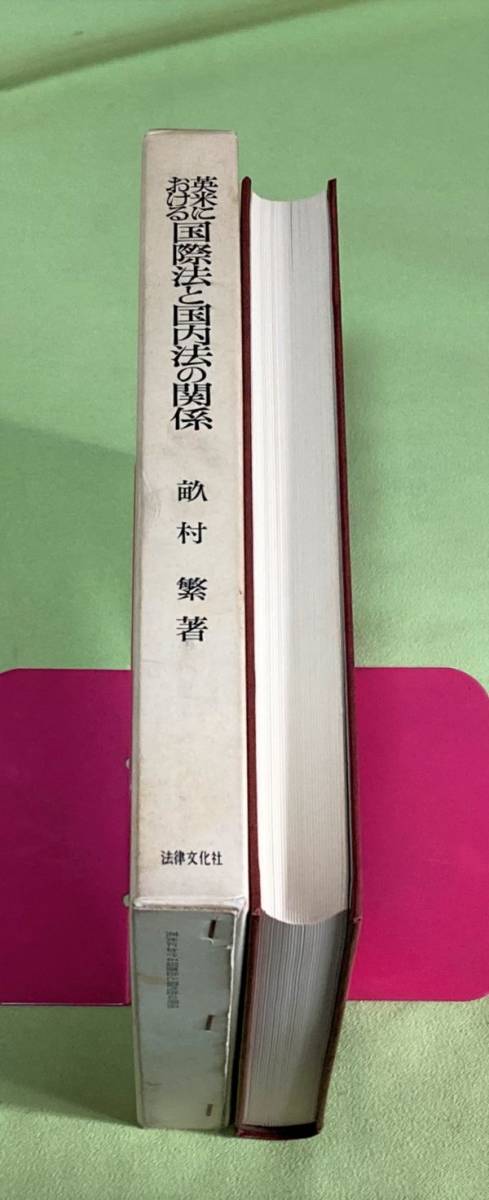 英米に
おける
国際法と国内法の関係
畝村繁著
法律文化社